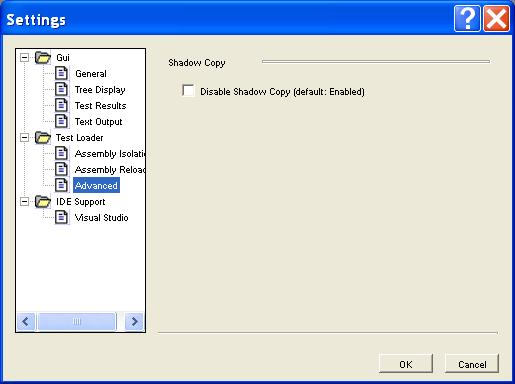 Settings
Gui
General
Tree Display
Test Results
Text Output
Test Loader
Assembly Isolati
Assembly Reload
Advanced
IDE Support
Visual Studio
Shadow Copy
Disable Shadow Copy (default: Enabled)
OK
Cancel